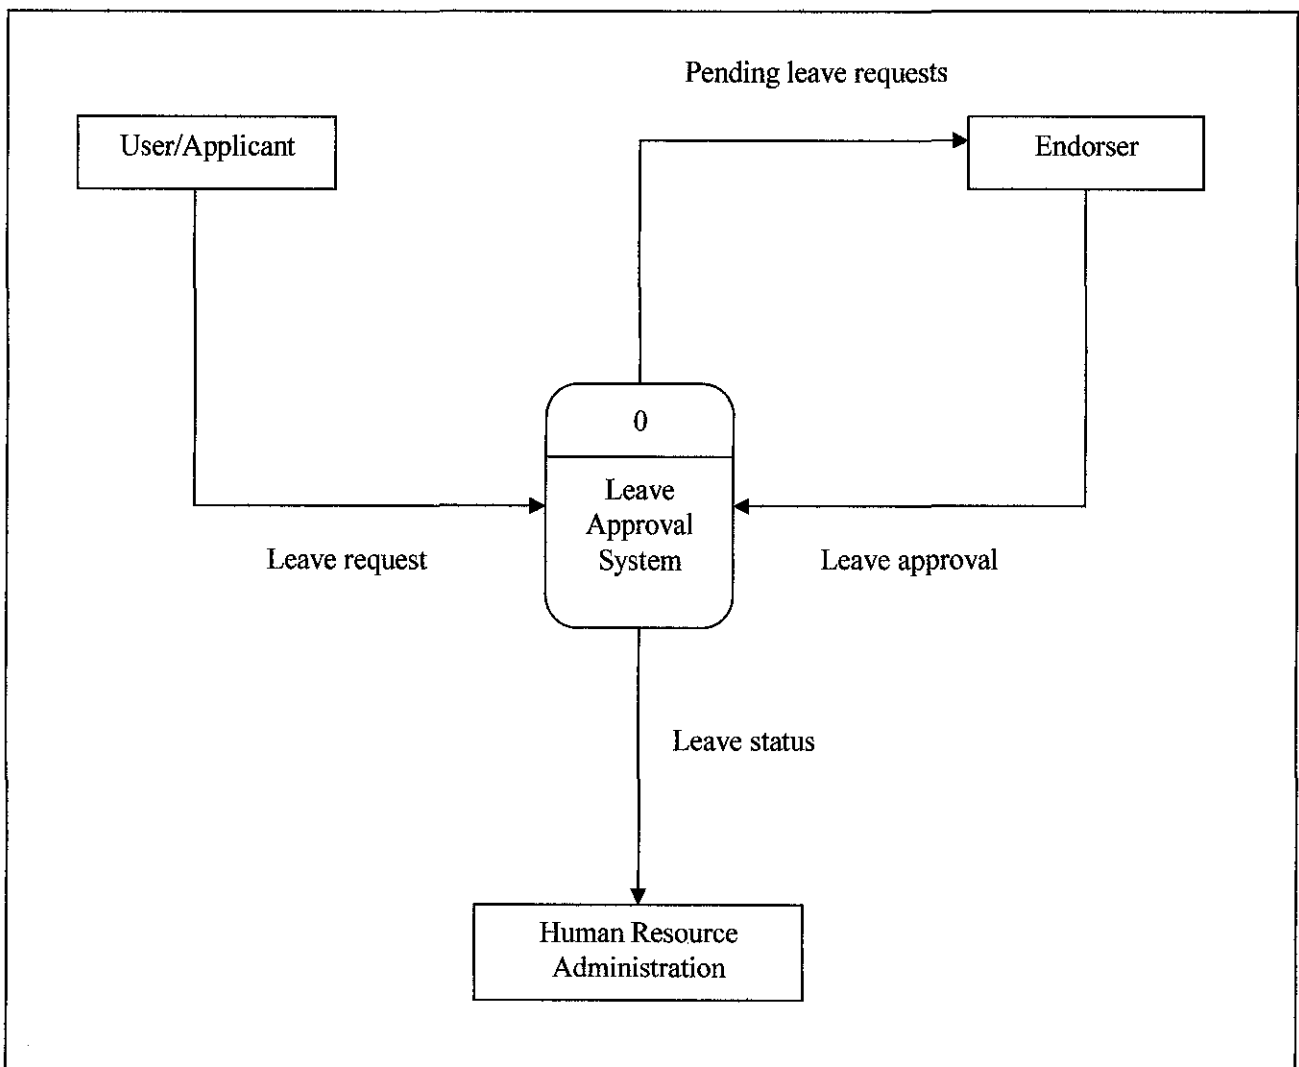 Pending leave requests
User/Applicant
Endorser
0
Leave
Approval
System
Leave request
Leave approval
Leave status
Human Resource
Administration